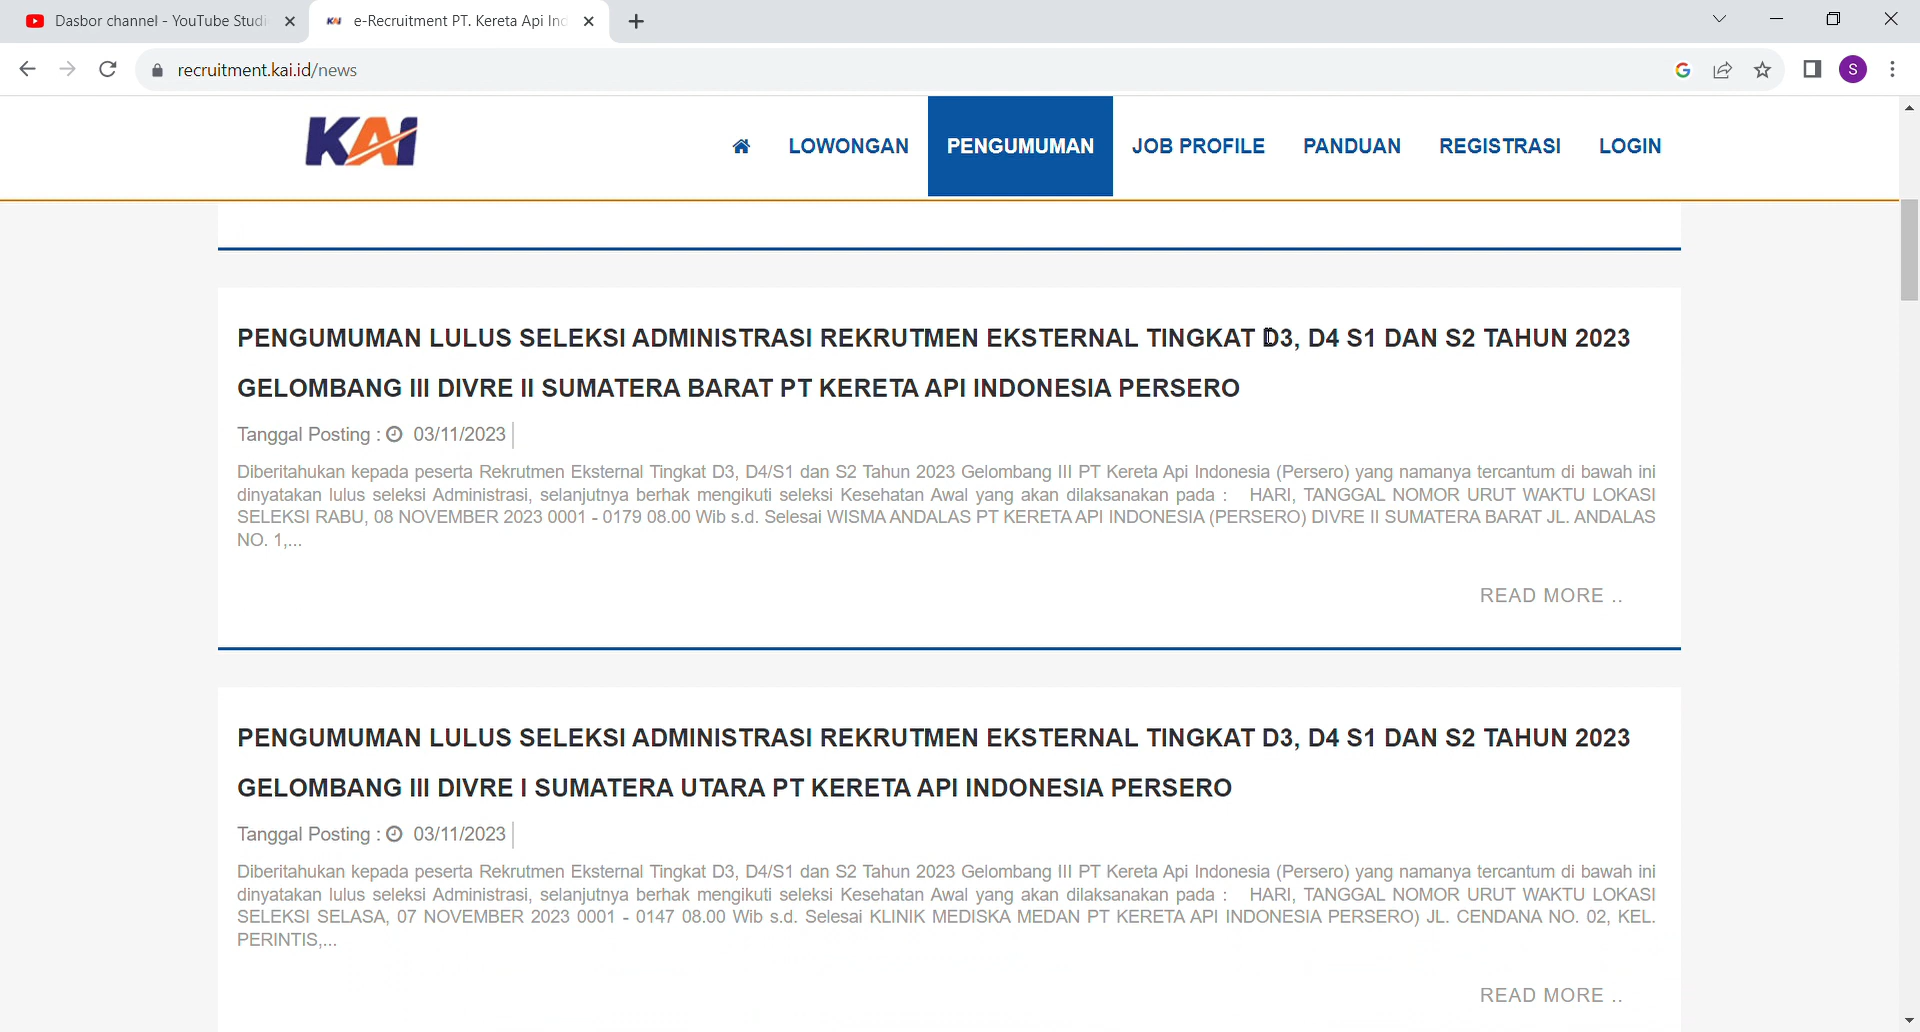 Dasbor channel - YouTube Studi
e-Recruitment PT. Kereta Api Ind
recruitment.kai.id/news
S
KAI
LOWONGAN
PENGUMUMAN
JOB PROFILE
PANDUAN
REGISTRASI
LOGIN
PENGUMUMAN LULUS SELEKSI ADMINISTRASI REKRUTMEN EKSTERNAL TINGKAT D3, D4 S1 DAN S2 TAHUN 2023
GELOMBANG III DIVRE II SUMATERA BARAT PT KERETA API INDONESIA PERSERO
Tanggal Posting : 03/11/2023
Diberitahukan kepada peserta Rekrutmen Eksternal Tingkat D3, D4/S1 dan S2 Tahun 2023 Gelombang III PT Kereta Api Indonesia (Persero) yang namanya tercantum di bawah ini
dinyatakan lulus seleksi Administrasi, selanjutnya berhak mengikuti seleksi Kesehatan Awal yang akan dilaksanakan pada : HARI, TANGGAL NOMOR URUT WAKTU LOKASI
SELEKSI RABU, 08 NOVEMBER 2023 0001 - 0179 08.00 Wib s.d. Selesai WISMA ANDALAS PT KERETA API INDONESIA (PERSERO) DIVRE II SUMATERA BARAT JL. ANDALAS
NO. 1,...
READ MORE ..
PENGUMUMAN LULUS SELEKSI ADMINISTRASI REKRUTMEN EKSTERNAL TINGKAT D3, D4 S1 DAN S2 TAHUN 2023
GELOMBANG III DIVRE I SUMATERA UTARA PT KERETA API INDONESIA PERSERO
Tanggal Posting : 03/11/2023
Diberitahukan kepada peserta Rekrutmen Eksternal Tingkat D3, D4/S1 dan S2 Tahun 2023 Gelombang III PT Kereta Api Indonesia (Persero) yang namanya tercantum di bawah ini
dinyatakan lulus seleksi Administrasi, selanjutnya berhak mengikuti seleksi Kesehatan Awal yang akan dilaksanakan pada : HARI, TANGGAL NOMOR URUT WAKTU LOKASI
SELEKSI SELASA, 07 NOVEMBER 2023 0001 - 0147 08.00 Wib s.d. Selesai KLINIK MEDISKA MEDAN PT KERETA API INDONESIA PERSERO) JL. CENDANA NO. 02, KEL.
PERINTIS,...
READ MORE ..